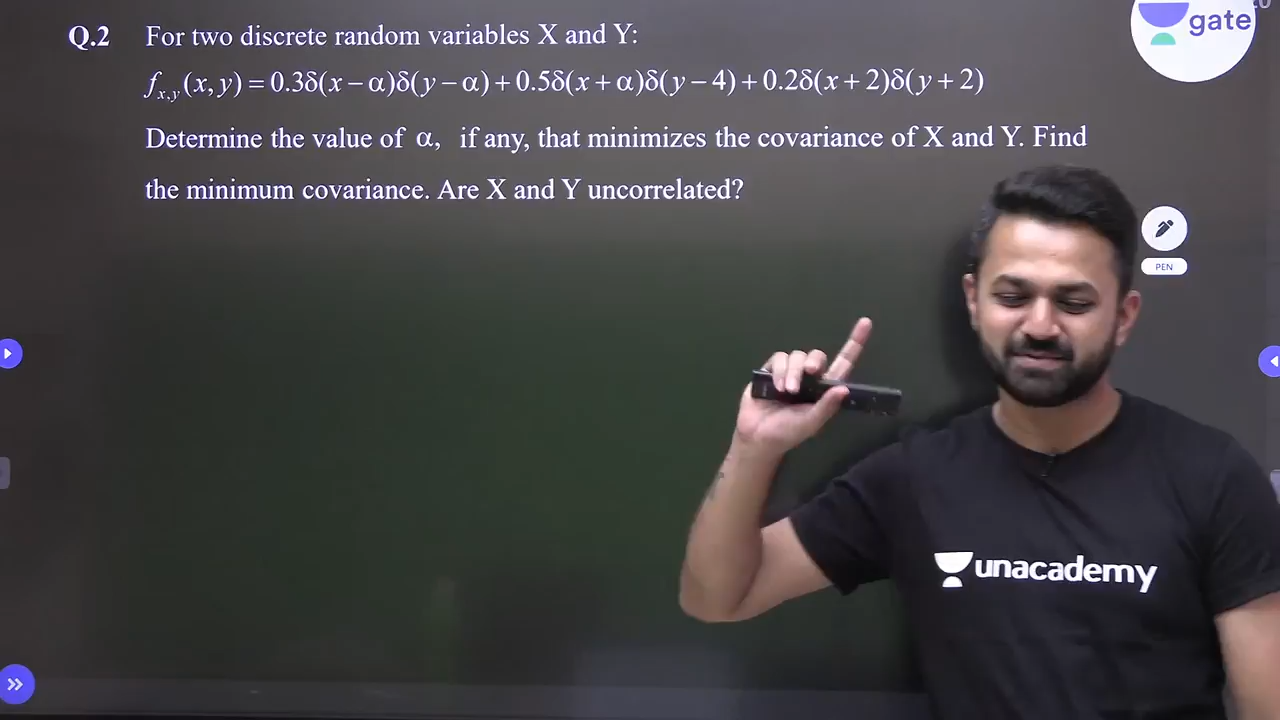 gate
Q.2 For two discrete random variables X and Y:
f_{x,y}(x, y) = 0.3δ(x − α)δ(y − α) + 0.5δ(x + α)δ(y − 4) + 0.2δ(x + 2)δ(y + 2)
Determine the value of α, if any, that minimizes the covariance of X and Y. Find
the minimum covariance. Are X and Y uncorrelated?
PEN
unacademy